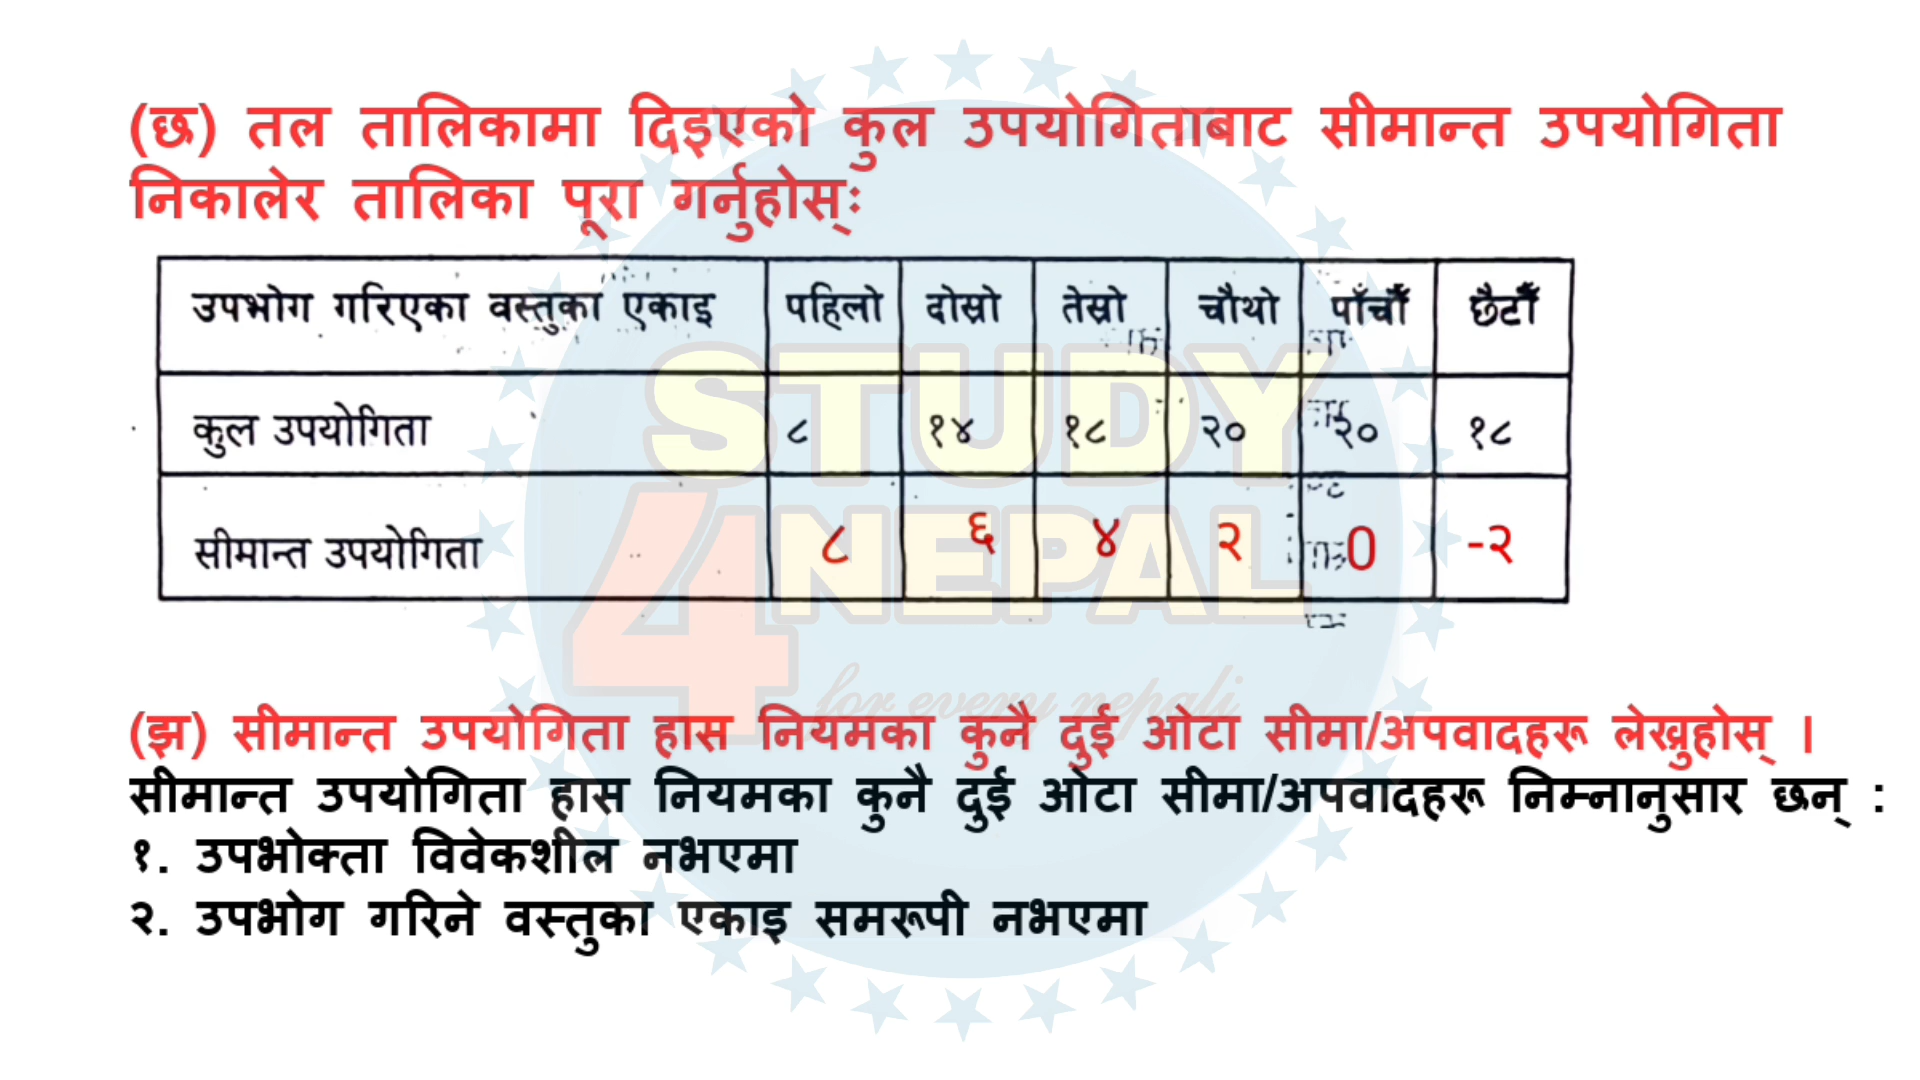 (छ) तल तालिकामा दिइएको कुल उपयोगिताबाट सीमान्त उपयोगिता
निकालेर तालिका पूरा गर्नुहोस्ः
उपभोग गरिएका वस्तुका एकाइ पहिलो दोस्रो तेस्रो चौथो पाँचौँ छैटौँ
कुल उपयोगिता ८ १४ १८ २० २० १८
सीमान्त उपयोगिता ८ ६ ४ २ 0 -२
STUDY
4 NEPAL
for every nepali
(झ) सीमान्त उपयोगिता ह्रास नियमका कुनै दुई ओटा सीमा/अपवादहरू लेख्नुहोस् ।
सीमान्त उपयोगिता ह्रास नियमका कुनै दुई ओटा सीमा/अपवादहरू निम्नानुसार छन् :
१. उपभोक्ता विवेकशील नभएमा
२. उपभोग गरिने वस्तुका एकाइ समरूपी नभएमा